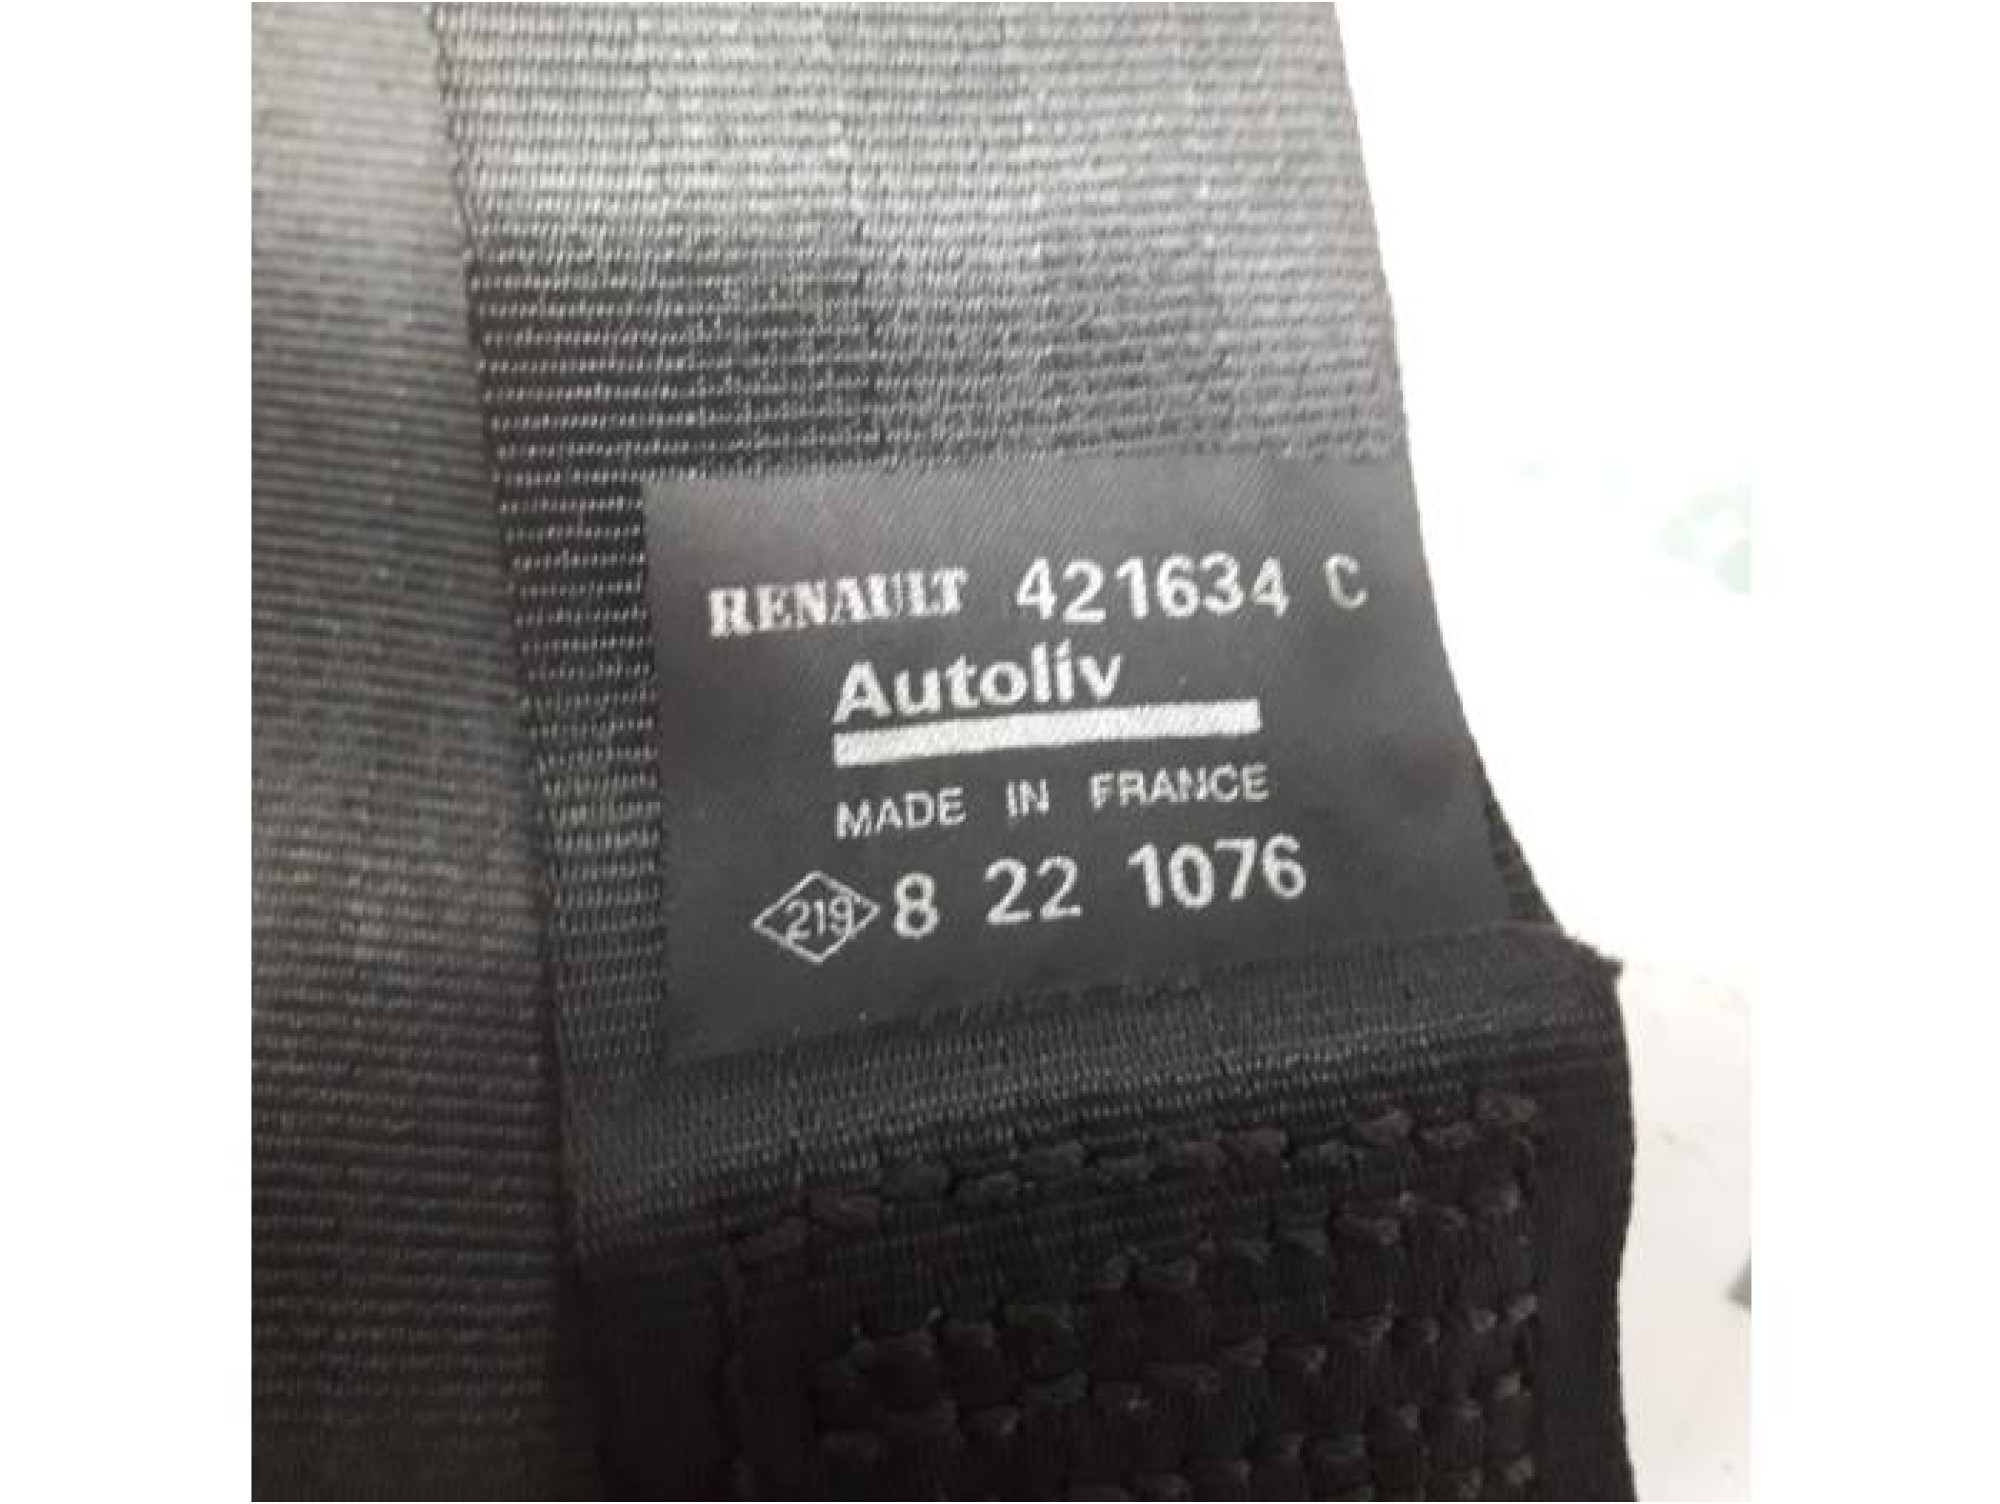 RENAULT 421634 C
Autoliv
MADE IN FRANCE
219 8 22 1076